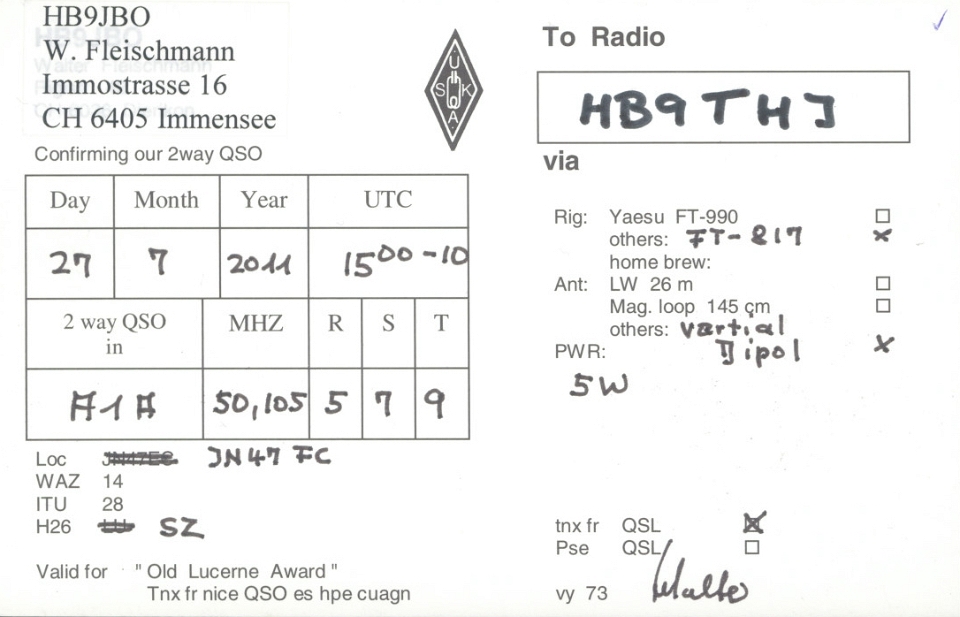 HB9JBO
W. Fleischmann
Immostrasse 16
CH 6405 Immensee
Confirming our 2way QSO
USKA
Day Month Year UTC
27 7 2011 15⁰⁰-10
2 way QSO in MHZ R S T
A1A 50,105 5 7 9
Loc JN47EC JN47FC
WAZ 14
ITU 28
H26 LU SZ
Valid for "Old Lucerne Award"
Tnx fr nice QSO es hpe cuagn
To Radio
HB9THJ
via
Rig: Yaesu FT-990
others: FT-817
home brew:
Ant: LW 26 m
Mag. loop 145 cm
others: vertial
Dipol
PWR:
5W
tnx fr QSL
Pse QSL
vy 73 Walter